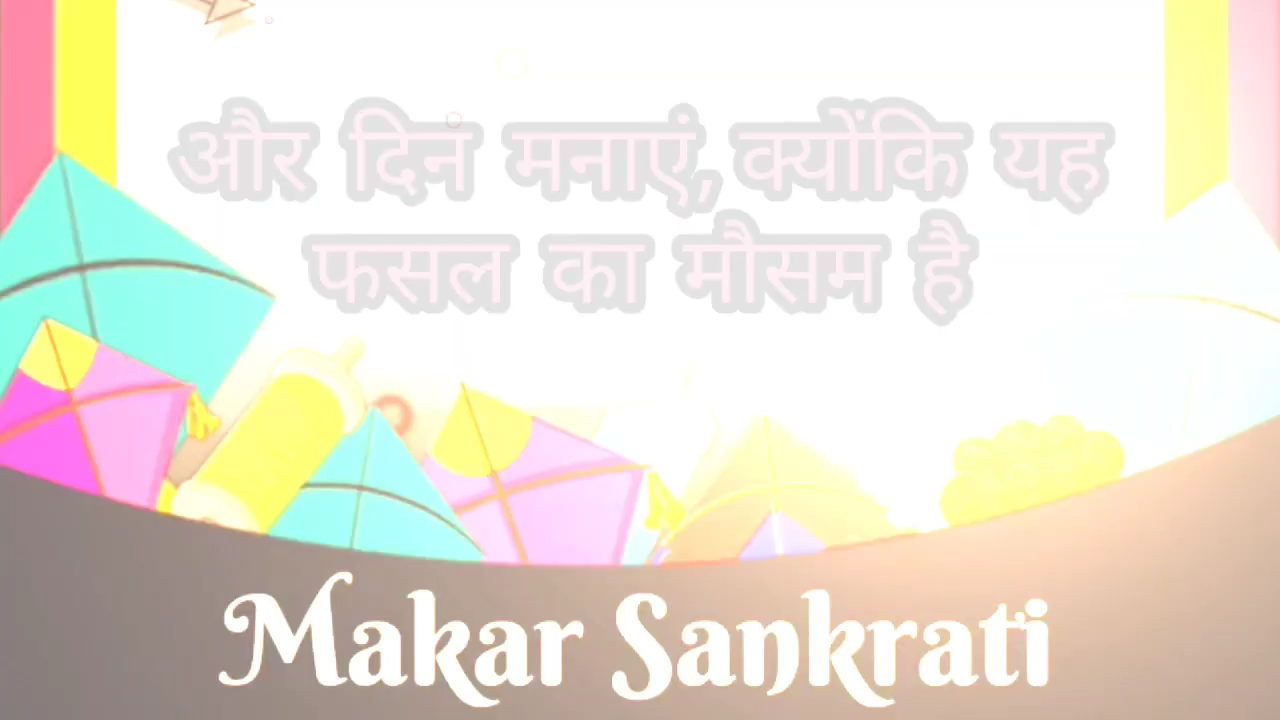 और दिन मनाएं, क्योंकि यह
फसल का मौसम है
Makar Sankrati